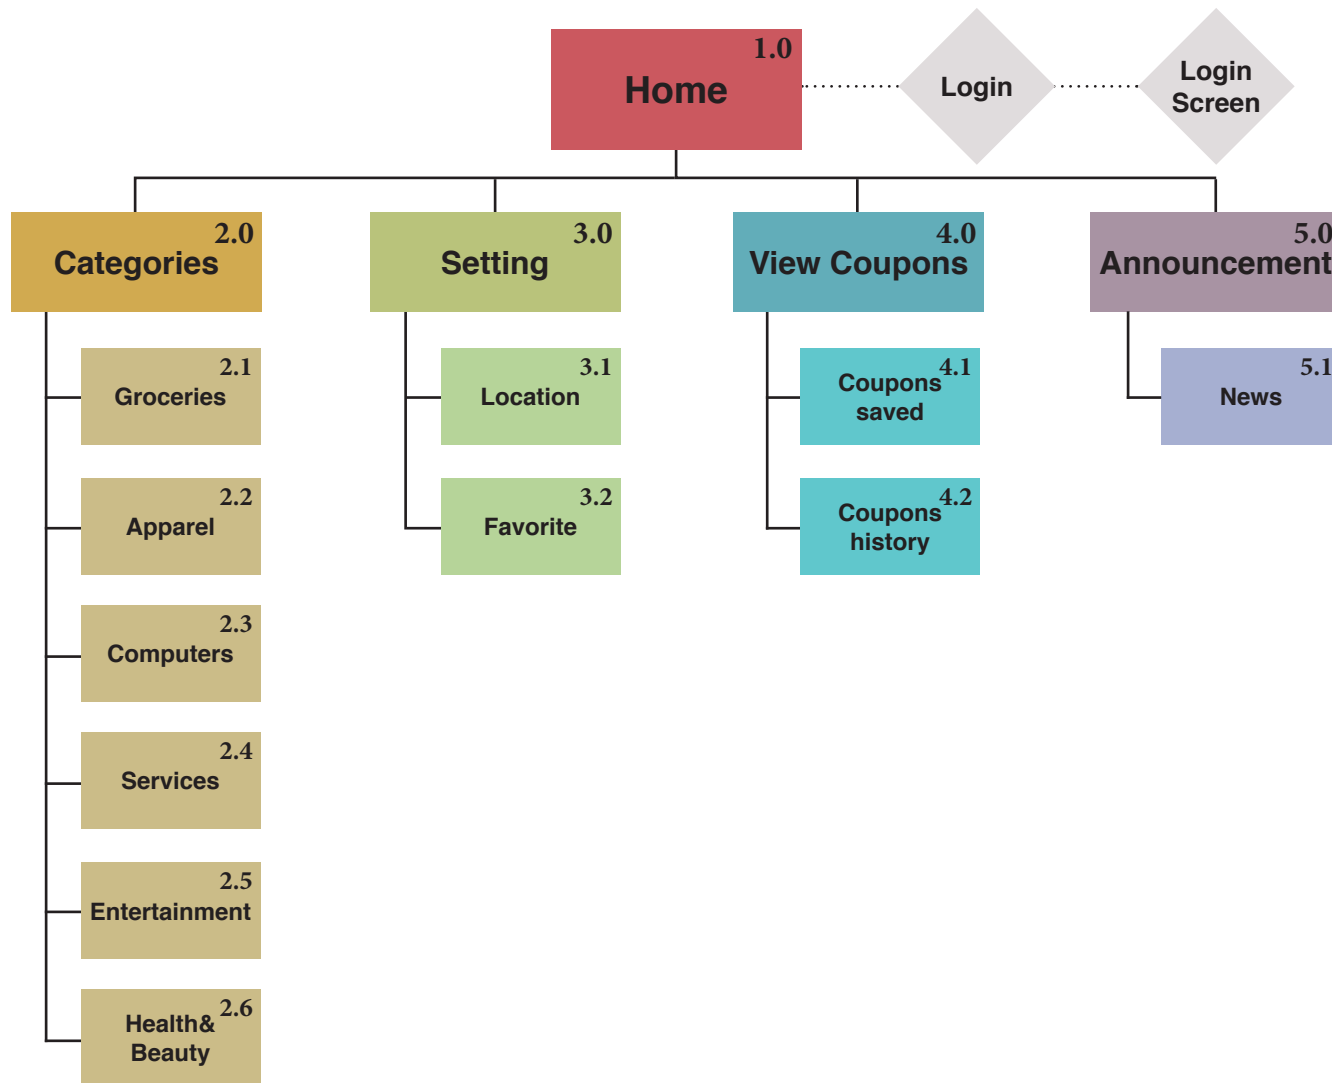 1.0
Home
Login
Login
Screen
2.0
Categories
3.0
Setting
4.0
View Coupons
5.0
Announcement
2.1
Groceries
2.2
Apparel
2.3
Computers
2.4
Services
2.5
Entertainment
2.6
Health&
Beauty
3.1
Location
3.2
Favorite
4.1
Coupons
saved
4.2
Coupons
history
5.1
News